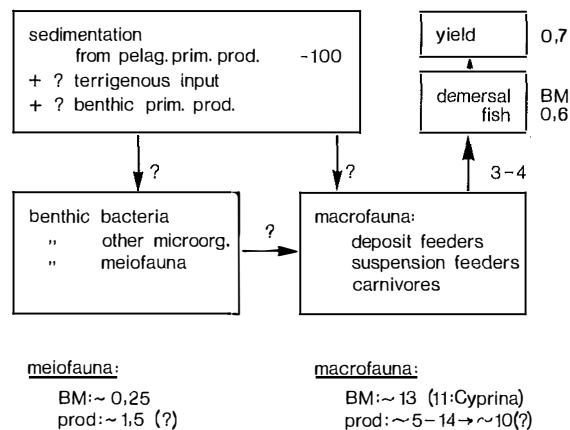 sedimentation
from pelag. prim. prod. -100
+ ? terrigenous input
+ ? benthic prim. prod.
yield 0,7
demersal fish BM 0,6
? ? 3-4
benthic bacteria
,, other microorg.
,, meiofauna
?
macrofauna:
deposit feeders
suspension feeders
carnivores
meiofauna:
BM:~ 0,25
prod:~ 1,5 (?)
macrofauna:
BM:~ 13 (11:Cyprina)
prod:~5-14→~10(?)